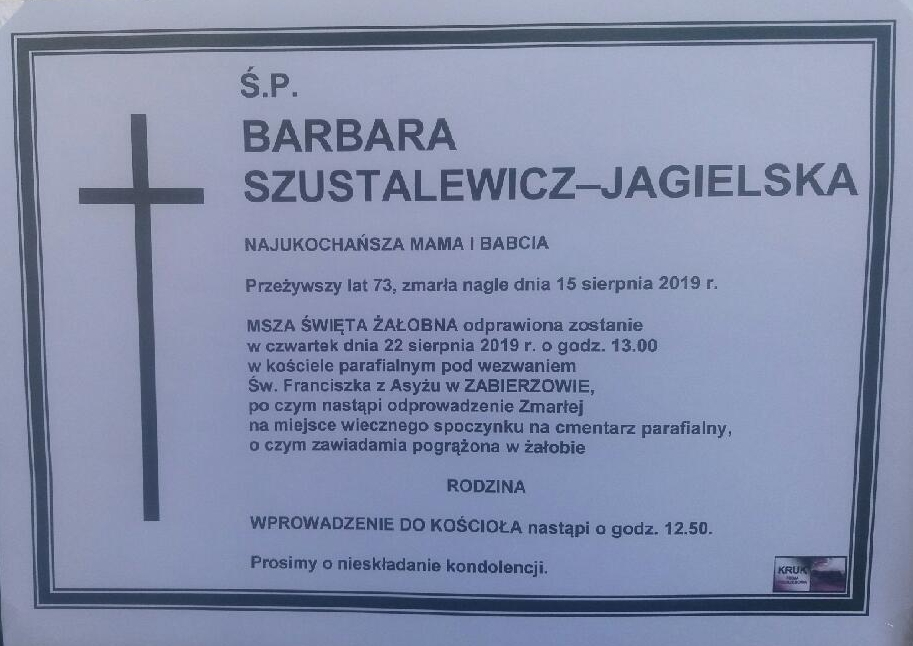 Ś.P.
BARBARA
SZUSTALEWICZ–JAGIELSKA
NAJUKOCHAŃSZA MAMA I BABCIA
Przeżywszy lat 73, zmarła nagle dnia 15 sierpnia 2019 r.
MSZA ŚWIĘTA ŻAŁOBNA odprawiona zostanie
w czwartek dnia 22 sierpnia 2019 r. o godz. 13.00
w kościele parafialnym pod wezwaniem
Św. Franciszka z Asyżu w ZABIERZOWIE,
po czym nastąpi odprowadzenie Zmarłej
na miejsce wiecznego spoczynku na cmentarz parafialny,
o czym zawiadamia pogrążona w żałobie
RODZINA
WPROWADZENIE DO KOŚCIOŁA nastąpi o godz. 12.50.
Prosimy o nieskładanie kondolencji.
KRUK